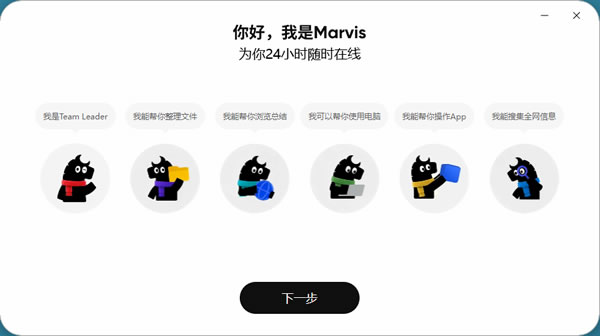 你好，我是Marvis
为你24小时随时在线
我是Team Leader
我能帮你整理文件
我能帮你浏览总结
我可以帮你使用电脑
我能帮你操作App
我能搜集全网信息
下一步